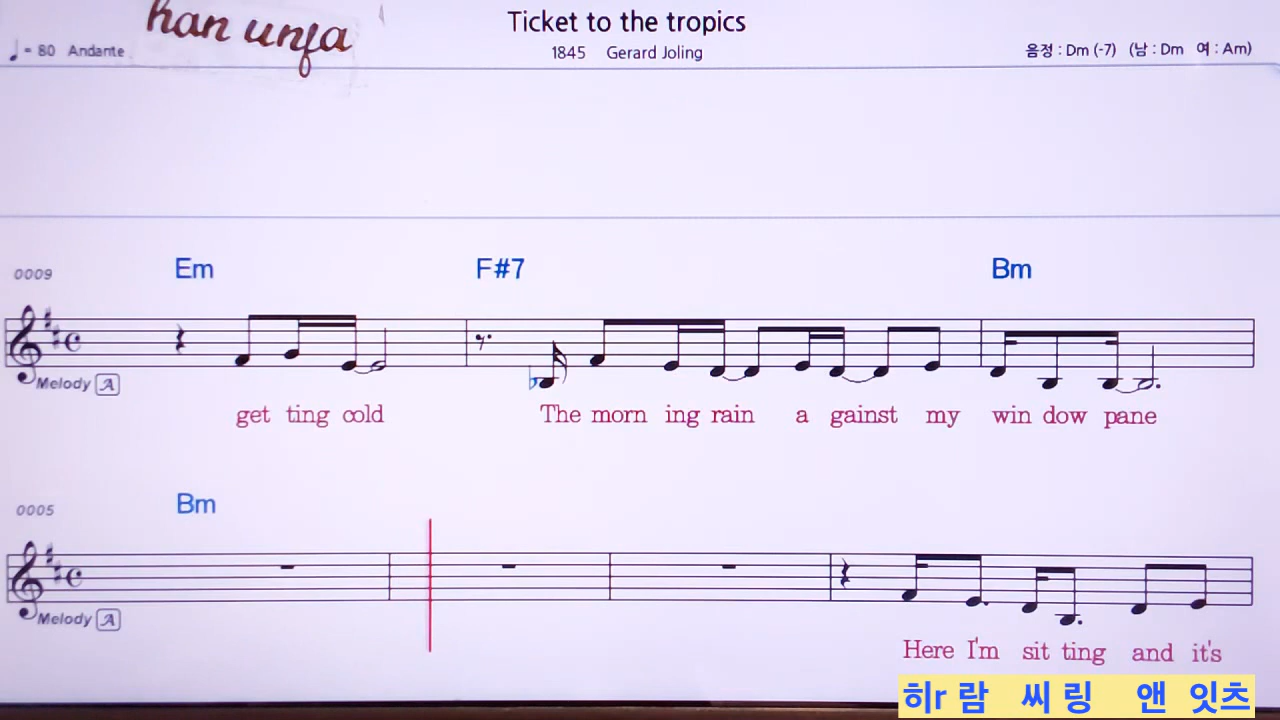 han unfa
Ticket to the tropics
♩= 80 Andante
1845 Gerard Joling
음정 : Dm (-7) (남 : Dm 여 : Am)
0009 Em F#7 Bm
Melody A
get ting cold The morn ing rain a gainst my win dow pane
0005 Bm
Melody A
Here I'm sit ting and it's
히r 람 씨 링 앤 잇츠